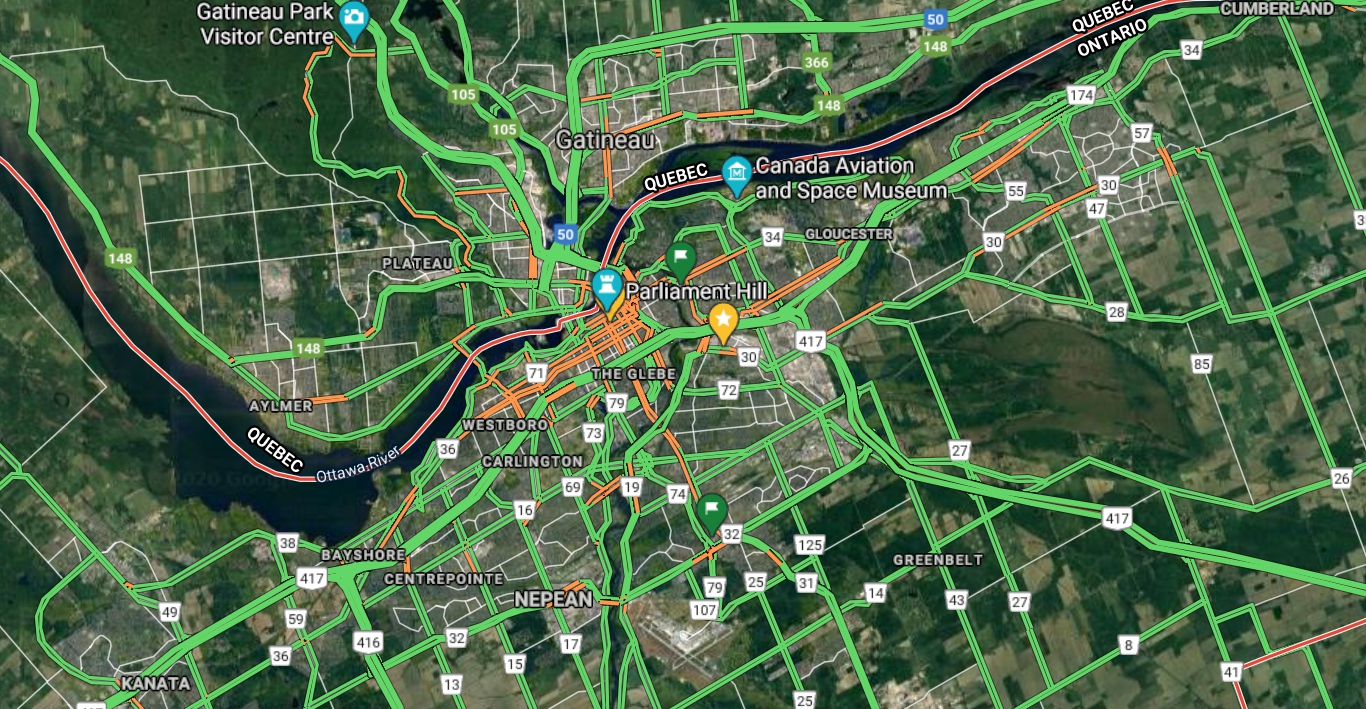 Gatineau Park
Visitor Centre
50
QUEBEC
ONTARIO
CUMBERLAND
148
34
366
105
174
148
105
57
Gatineau
Canada Aviation
and Space Museum
QUEBEC
30
55
47
50
34
GLOUCESTER
30
148
PLATEAU
Parliament Hill
28
417
148
30
85
71
THE GLEBE
72
AYLMER
79
WESTBORO
73
QUEBEC
36
27
Ottawa River
CARLINGTON
26
69
19
74
16
417
32
38
125
BAYSHORE
GREENBELT
417
CENTREPOINTE
79
25
31
14
43
27
NEPEAN
107
49
59
416
32
17
8
36
15
41
KANATA
13
25